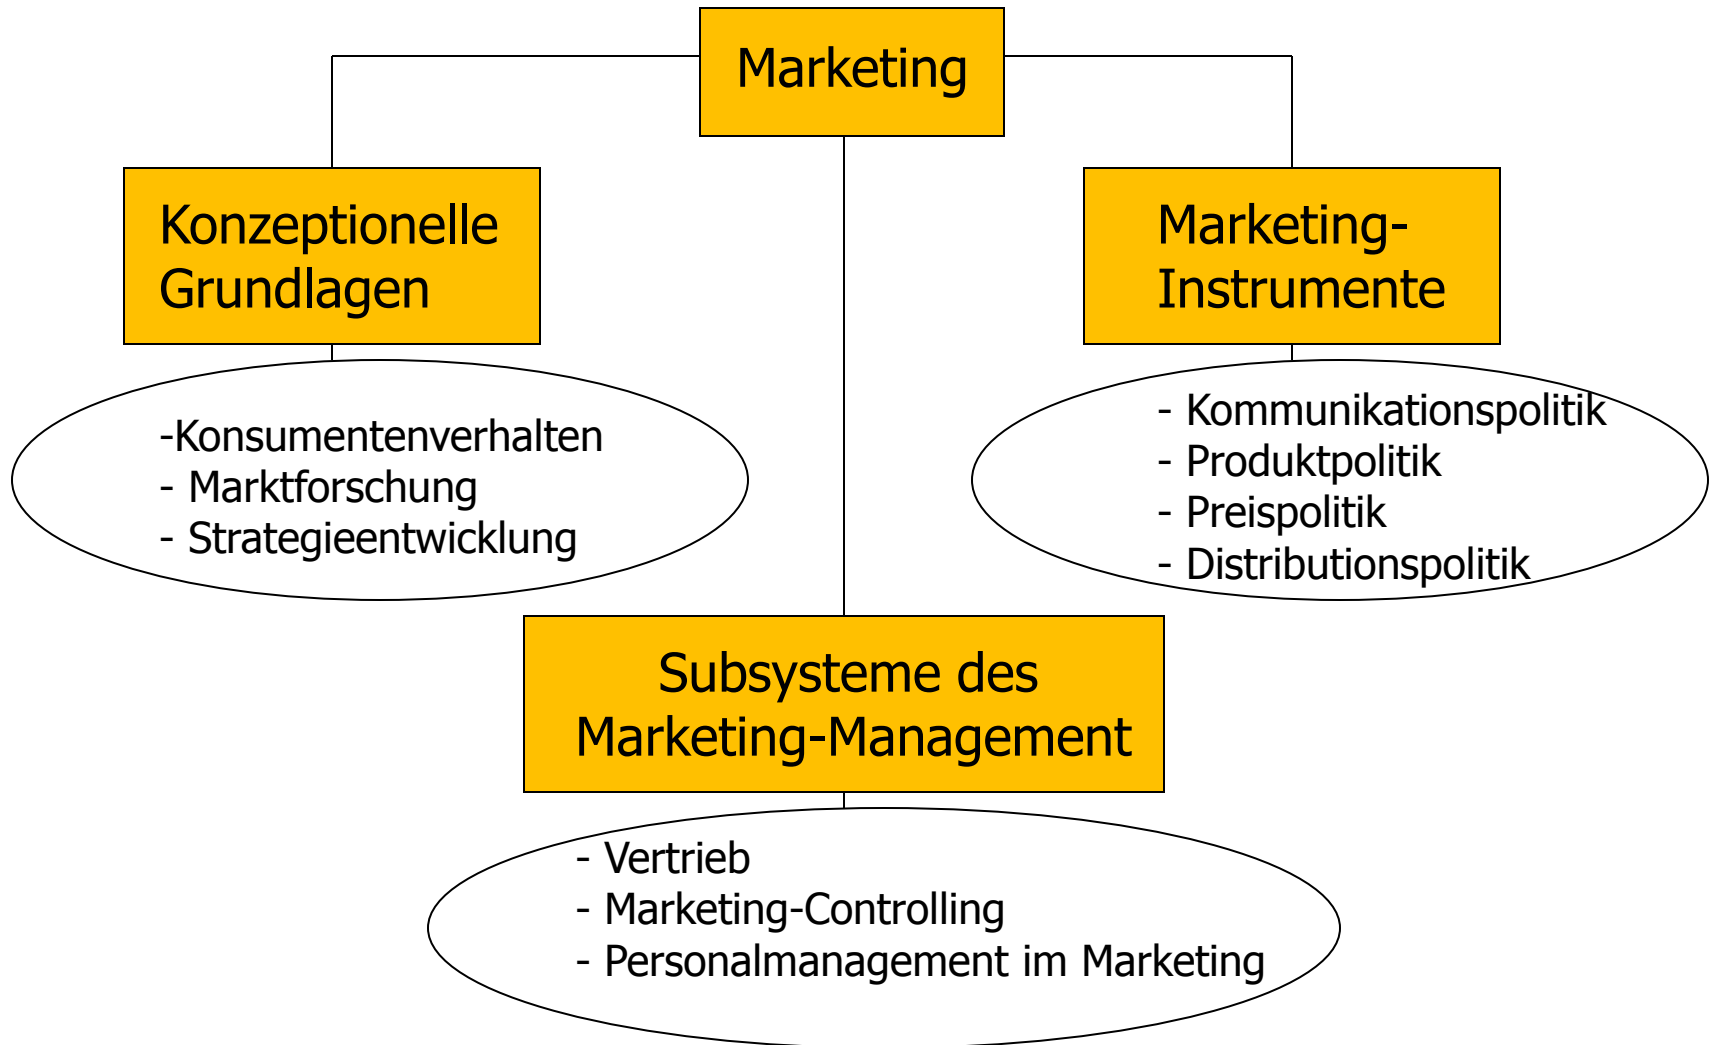 Marketing
Konzeptionelle
Grundlagen
-Konsumentenverhalten
- Marktforschung
- Strategieentwicklung
Marketing-
Instrumente
- Kommunikationspolitik
- Produktpolitik
- Preispolitik
- Distributionspolitik
Subsysteme des
Marketing-Management
- Vertrieb
- Marketing-Controlling
- Personalmanagement im Marketing